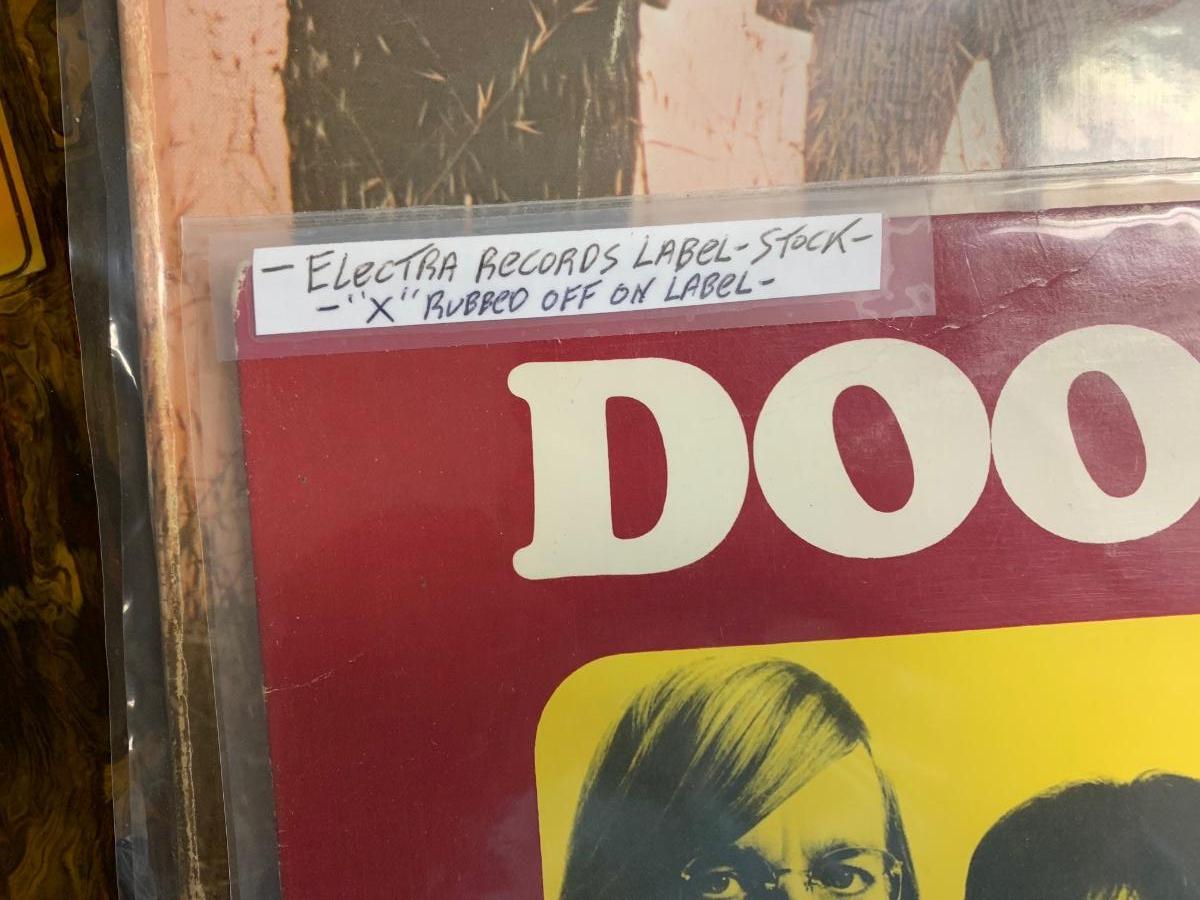 - ELECTRA RECORDS LABEL - STOCK -
- "X" RUBBED OFF ON LABEL -
DOO